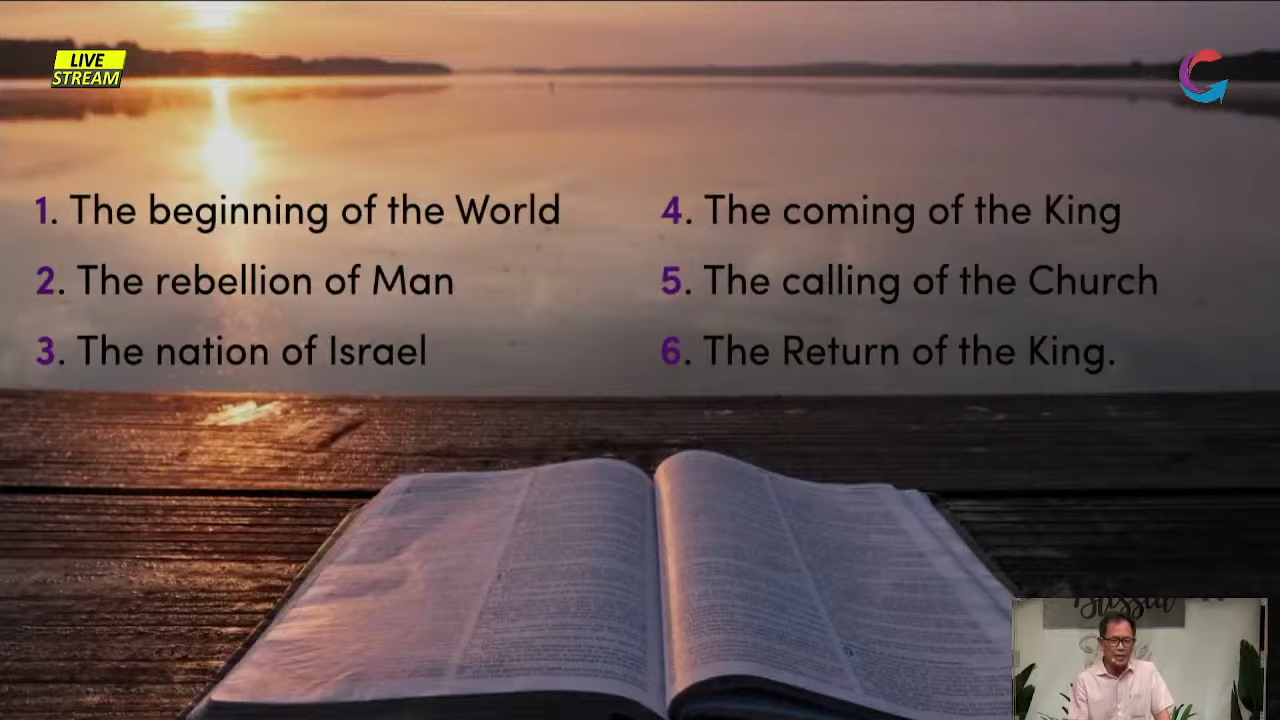 LIVE
STREAM
1. The beginning of the World
2. The rebellion of Man
3. The nation of Israel
4. The coming of the King
5. The calling of the Church
6. The Return of the King.
Blessed